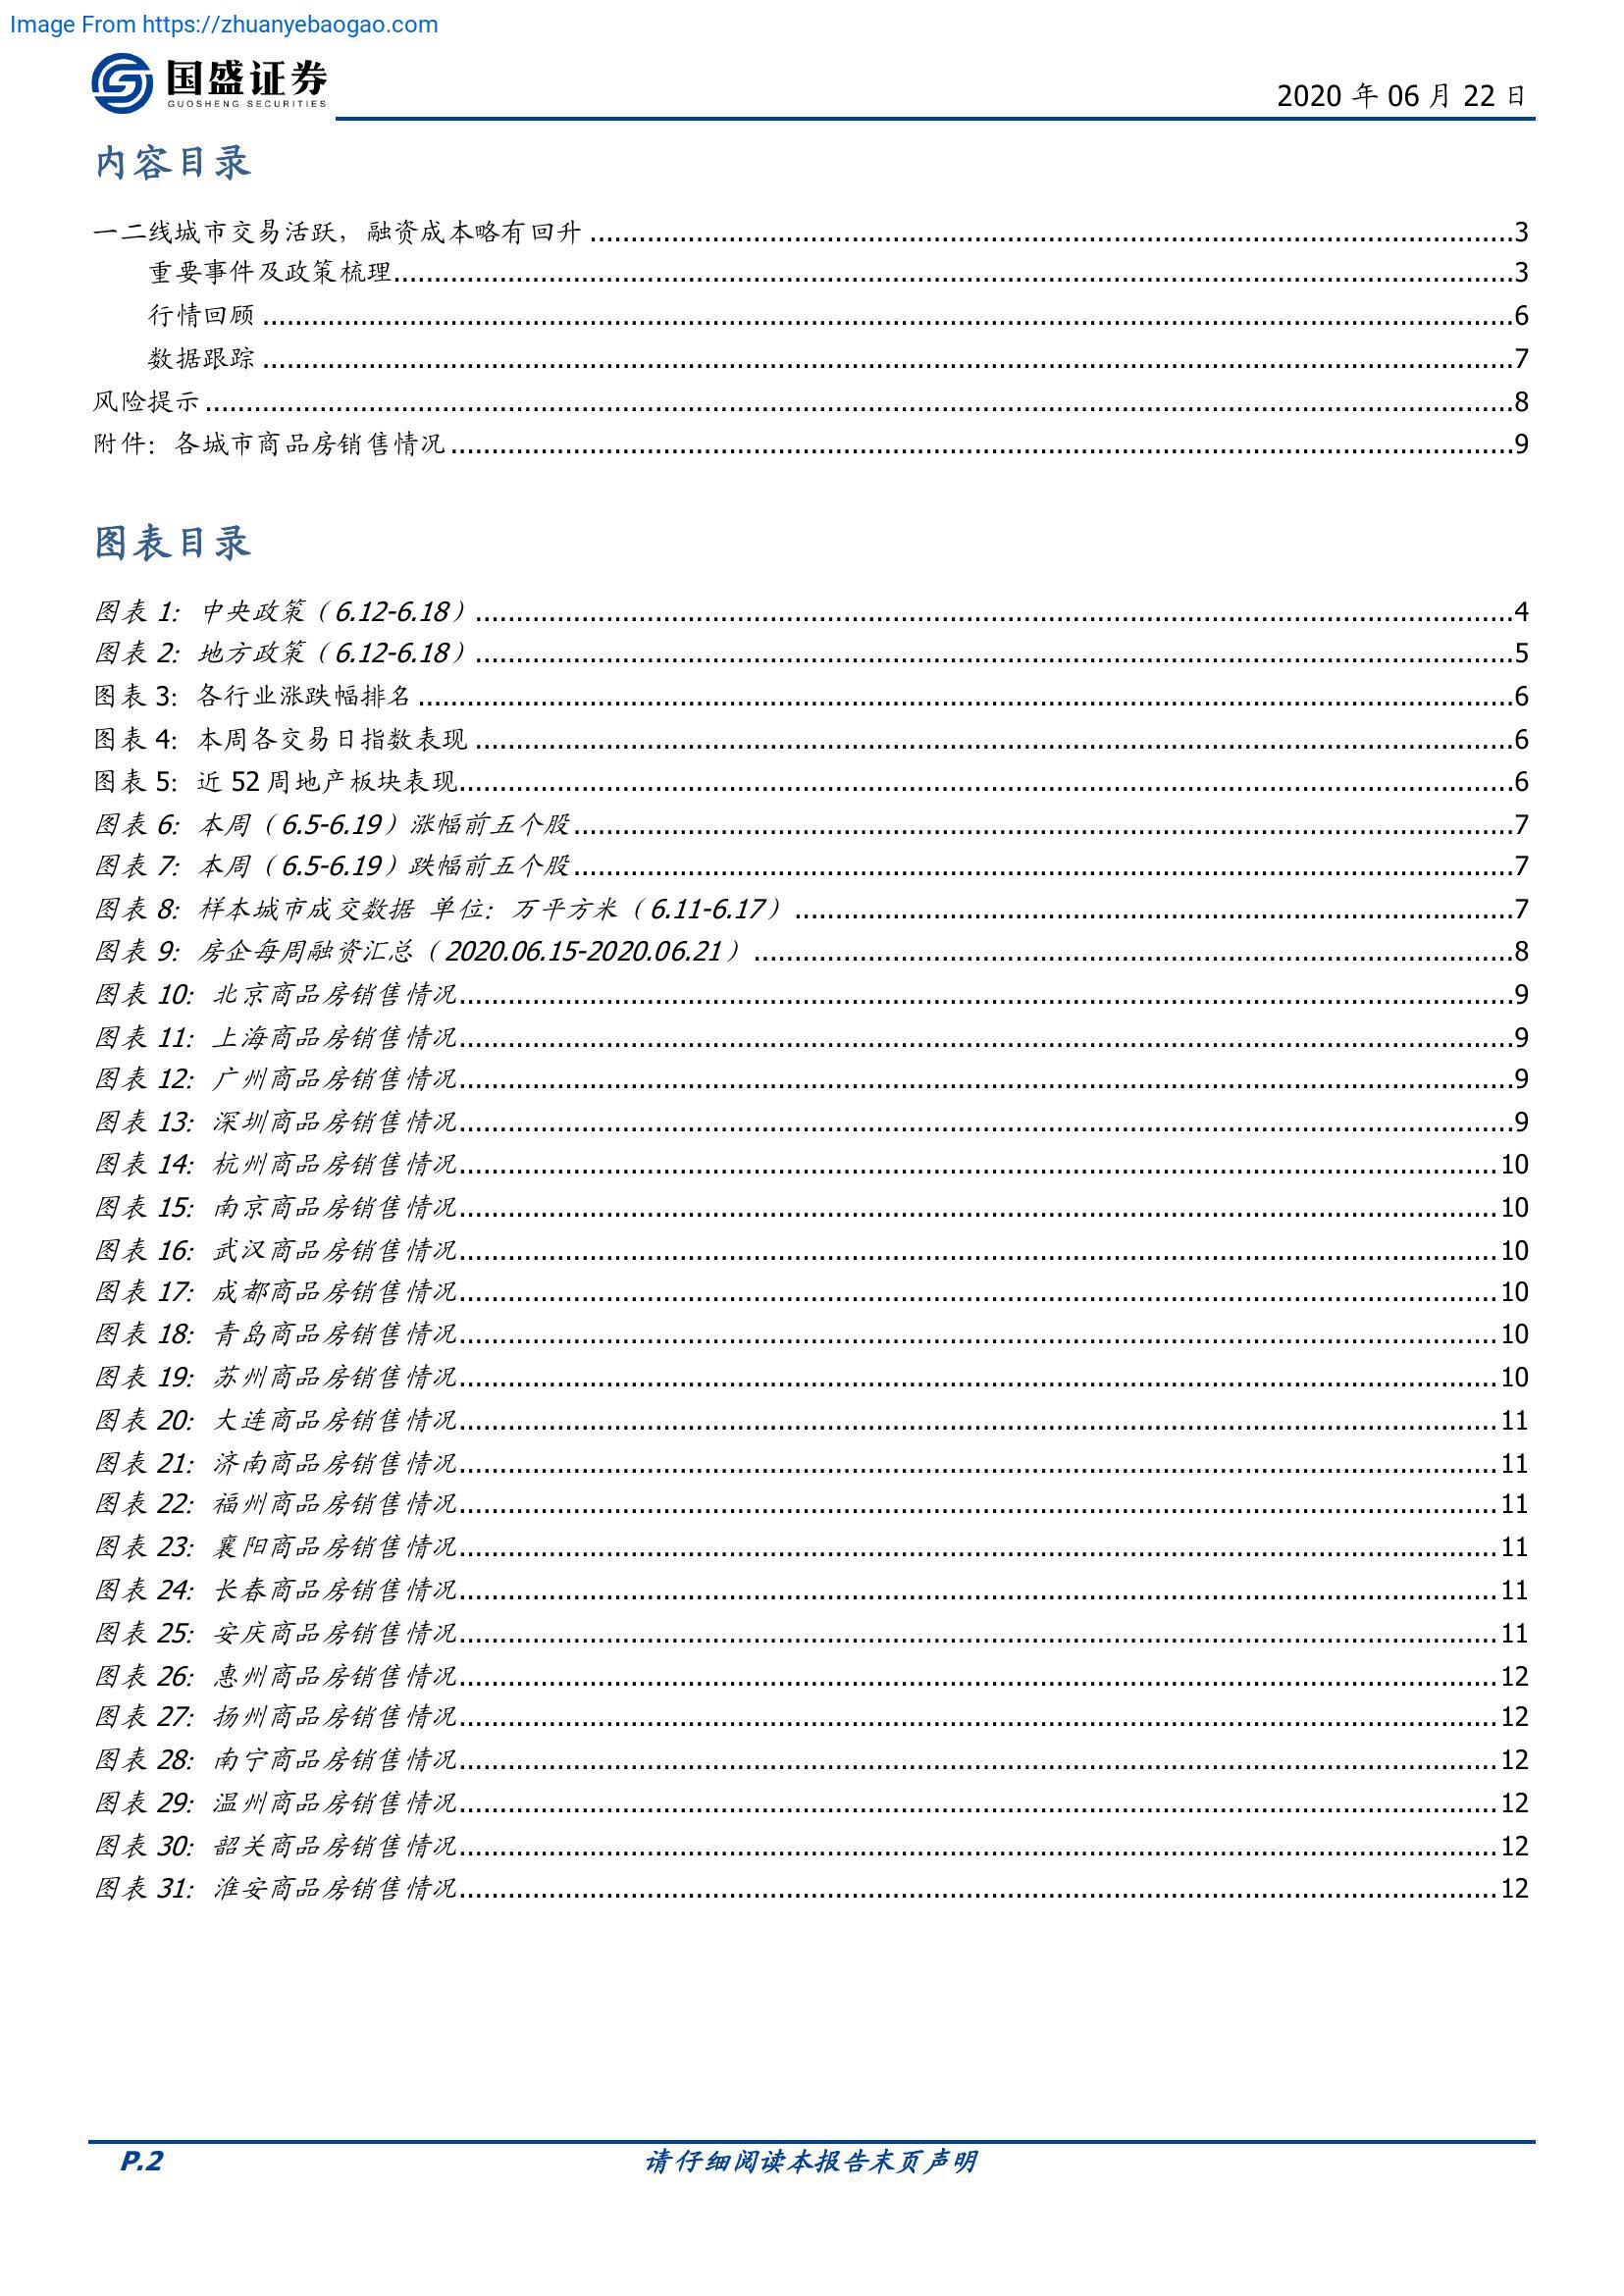 Image From https://zhuanyebaogao.com
国盛证券
GUOSHENG SECURITIES
2020 年 06 月 22 日
内容目录
一二线城市交易活跃，融资成本略有回升 3
重要事件及政策梳理 3
行情回顾 6
数据跟踪 7
风险提示 8
附件：各城市商品房销售情况 9
图表目录
图表 1: 中央政策（6.12-6.18） 4
图表 2: 地方政策（6.12-6.18） 5
图表 3: 各行业涨跌幅排名 6
图表 4: 本周各交易日指数表现 6
图表 5: 近 52 周地产板块表现 6
图表 6: 本周（6.5-6.19）涨幅前五个股 7
图表 7: 本周（6.5-6.19）跌幅前五个股 7
图表 8: 样本城市成交数据 单位：万平方米（6.11-6.17） 7
图表 9: 房企每周融资汇总（2020.06.15-2020.06.21） 8
图表 10: 北京商品房销售情况 9
图表 11: 上海商品房销售情况 9
图表 12: 广州商品房销售情况 9
图表 13: 深圳商品房销售情况 9
图表 14: 杭州商品房销售情况 10
图表 15: 南京商品房销售情况 10
图表 16: 武汉商品房销售情况 10
图表 17: 成都商品房销售情况 10
图表 18: 青岛商品房销售情况 10
图表 19: 苏州商品房销售情况 10
图表 20: 大连商品房销售情况 11
图表 21: 济南商品房销售情况 11
图表 22: 福州商品房销售情况 11
图表 23: 襄阳商品房销售情况 11
图表 24: 长春商品房销售情况 11
图表 25: 安庆商品房销售情况 11
图表 26: 惠州商品房销售情况 12
图表 27: 扬州商品房销售情况 12
图表 28: 南宁商品房销售情况 12
图表 29: 温州商品房销售情况 12
图表 30: 韶关商品房销售情况 12
图表 31: 淮安商品房销售情况 12
P.2
请仔细阅读本报告末页声明